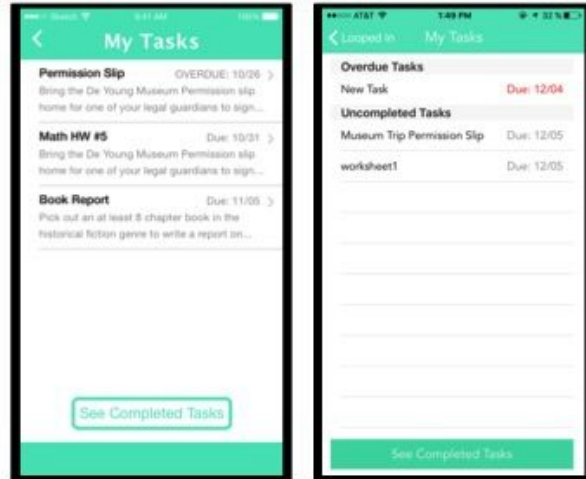 9:41 AM
My Tasks
Permission Slip OVERDUE: 10/26
Bring the De Young Museum Permission slip
home for one of your legal guardians to sign...
Math HW #5 Due: 10/31
Bring the De Young Museum Permission slip
home for one of your legal guardians to sign...
Book Report Due: 11/05
Pick out an at least 8 chapter book in the
historical fiction genre to write a report on...
See Completed Tasks
AT&T 1:49 PM 32%
Looped In My Tasks
Overdue Tasks
New Task Due: 12/04
Uncompleted Tasks
Museum Trip Permission Slip Due: 12/05
worksheet1 Due: 12/05
See Completed Tasks